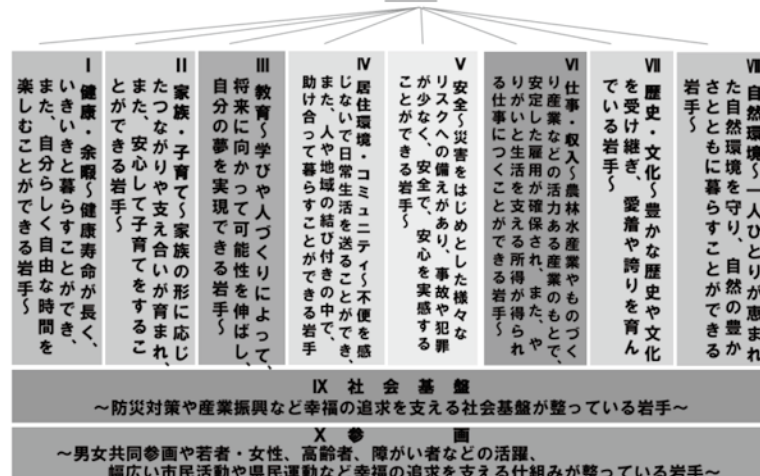 Ⅰ 健康・余暇～健康寿命が長く、
いきいきと暮らすことができ、
また、自分らしく自由な時間を
楽しむことができる岩手～
Ⅱ 家族・子育て～家族の形に応じ
たつながりや支え合いが育まれ、
また、安心して子育てをするこ
とができる岩手～
Ⅲ 教育～学びや人づくりによって、
将来に向かって可能性を伸ばし、
自分の夢を実現できる岩手～
Ⅳ 居住環境・コミュニティ～不便を感
じないで日常生活を送ることができ、
また、人や地域の結び付きの中で、
助け合って暮らすことができる岩手
Ⅴ 安全～災害をはじめとした様々な
リスクへの備えがあり、事故や犯罪
が少なく、安全で、安心を実感する
ことができる岩手～
Ⅵ 仕事・収入～農林水産業やものづく
り産業などの活力ある産業のもとで、
安定した雇用が確保され、また、や
りがいと生活を支える所得が得られ
る仕事につくことができる岩手～
Ⅶ 歴史・文化～豊かな歴史や文化
を受け継ぎ、愛着や誇りを育ん
でいる岩手～
Ⅷ 自然環境～一人ひとりが恵まれ
た自然環境を守り、自然の豊か
さとともに暮らすことができる
岩手～
Ⅸ 社会基盤
～防災対策や産業振興など幸福の追求を支える社会基盤が整っている岩手～
Ⅹ 参画
～男女共同参画や若者・女性、高齢者、障がい者などの活躍、
幅広い市民活動や県民運動など幸福の追求を支える仕組みが整っている岩手～